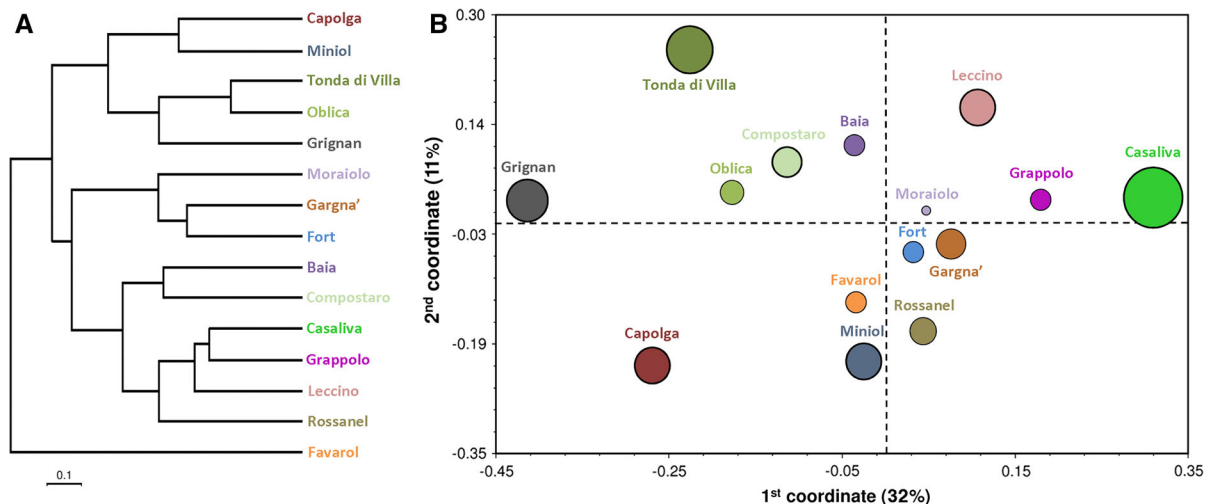 A
Capolga
Miniol
Tonda di Villa
Oblica
Grignan
Moraiolo
Gargna’
Fort
Baia
Compostaro
Casaliva
Grappolo
Leccino
Rossanel
Favarol
0.1
B
2nd coordinate (11%)
0.30
0.14
-0.03
-0.19
-0.35
Tonda di Villa
Leccino
Baia
Compostaro
Casaliva
Grignan
Oblica
Grappolo
Moraiolo
Fort
Gargna’
Favarol
Rossanel
Capolga
Miniol
-0.45 -0.25 -0.05 0.15 0.35
1st coordinate (32%)